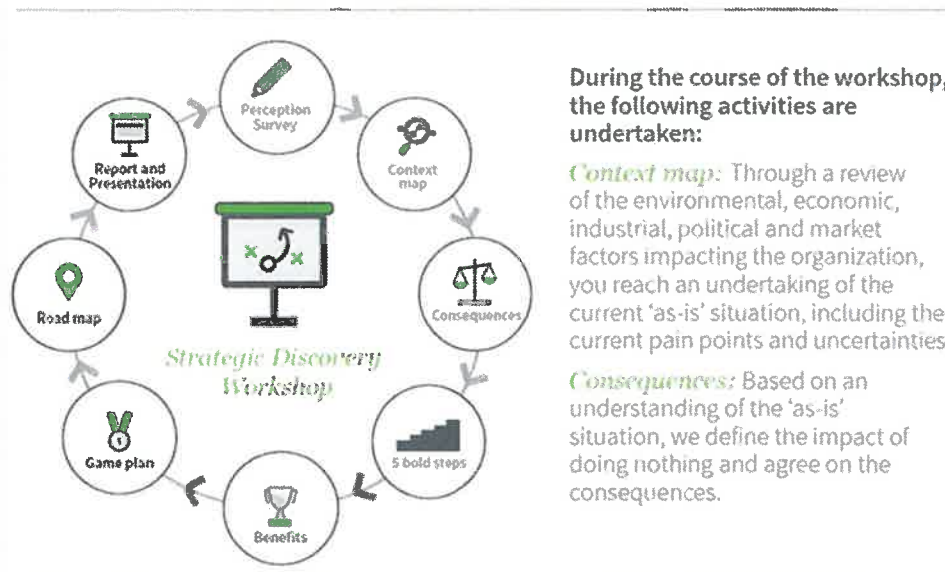 Perception
Survey
Context
map
Consequences
5 bold steps
Benefits
Game plan
1
Road map
Report and
Presentation
Strategic Discovery
Workshop
During the course of the workshop,
the following activities are
undertaken:
Context map: Through a review
of the environmental, economic,
industrial, political and market
factors impacting the organization,
you reach an undertaking of the
current 'as-is' situation, including the
current pain points and uncertainties
Consequences: Based on an
understanding of the 'as-is'
situation, we define the impact of
doing nothing and agree on the
consequences.